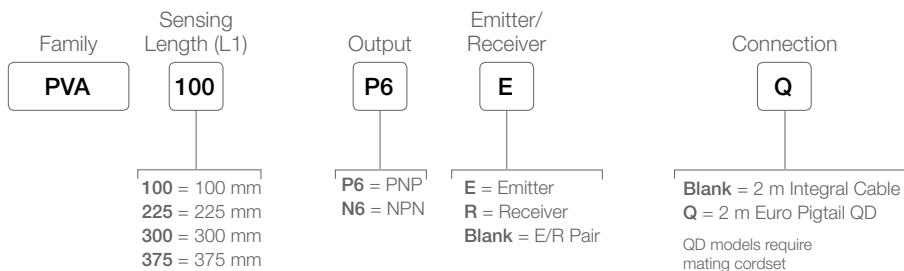 Family
Sensing
Length (L1)
Output
Emitter/
Receiver
Connection
PVA
100
P6
E
Q
100 = 100 mm
225 = 225 mm
300 = 300 mm
375 = 375 mm
P6 = PNP
N6 = NPN
E = Emitter
R = Receiver
Blank = E/R Pair
Blank = 2 m Integral Cable
Q = 2 m Euro Pigtail QD
QD models require
mating cordset